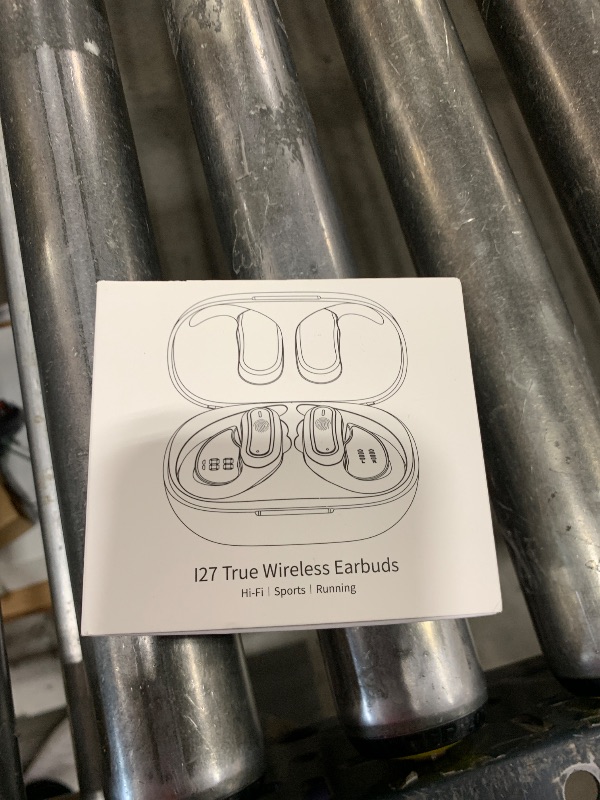 I27 True Wireless Earbuds
Hi-Fi | Sports | Running